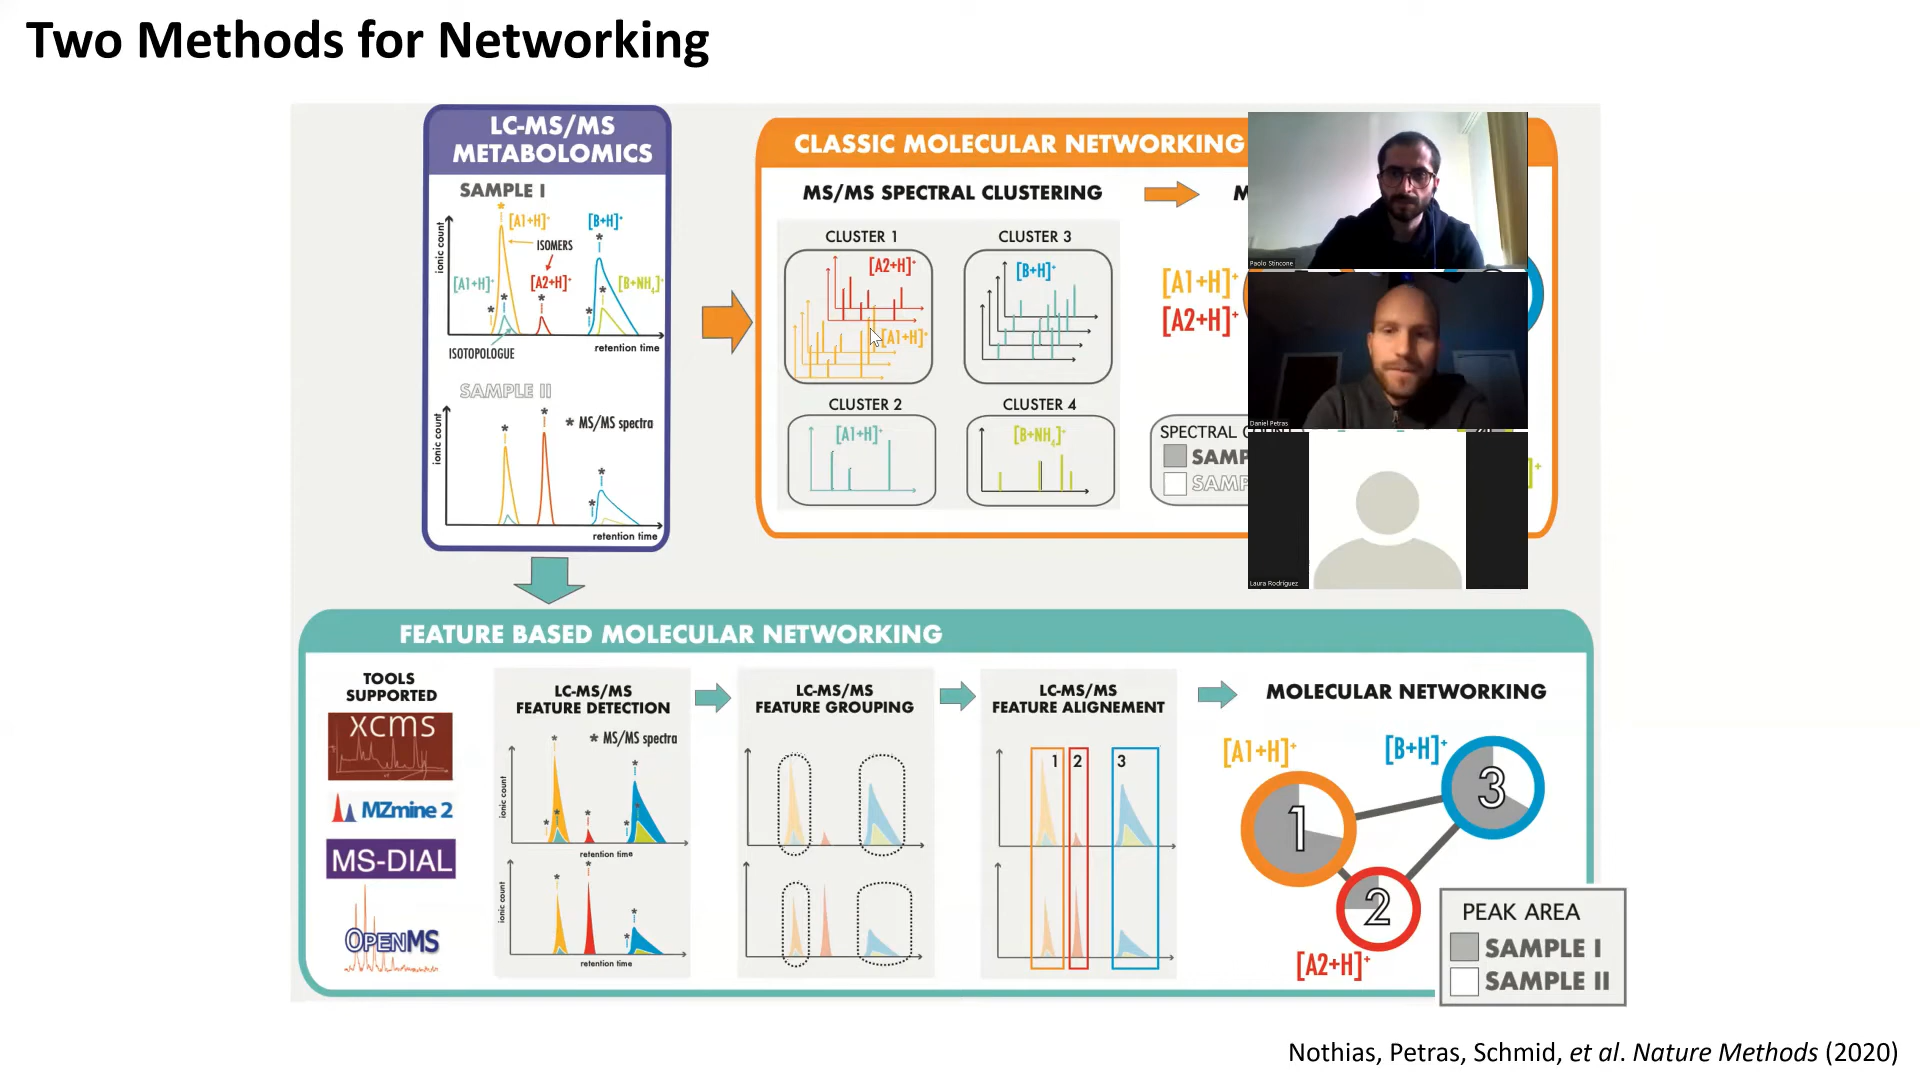 Two Methods for Networking
LC-MS/MS
METABOLOMICS
SAMPLE I
[A1+H]+
[B+H]+
ISOMERS
[A1+H]+
[A2+H]+
[B+NH4]+
ionic count
retention time
ISOTOPOLOGUE
SAMPLE II
* MS/MS spectra
ionic count
retention time
CLASSIC MOLECULAR NETWORKING
MS/MS SPECTRAL CLUSTERING
CLUSTER 1
[A2+H]+
[A1+H]+
CLUSTER 3
[B+H]+
CLUSTER 2
[A1+H]+
CLUSTER 4
[B+NH4]+
[A1+H]+
[A2+H]+
SPECTRAL
Paolo Stincone
Daniel Petras
Laura Rodriguez
FEATURE BASED MOLECULAR NETWORKING
TOOLS
SUPPORTED
XCMS
MZmine 2
MS-DIAL
OPENMS
LC-MS/MS
FEATURE DETECTION
* MS/MS spectra
ionic count
retention time
ionic count
retention time
LC-MS/MS
FEATURE GROUPING
LC-MS/MS
FEATURE ALIGNEMENT
1 2 3
MOLECULAR NETWORKING
[A1+H]+
[B+H]+
1
3
2
[A2+H]+
PEAK AREA
SAMPLE I
SAMPLE II
Nothias, Petras, Schmid, et al. Nature Methods (2020)